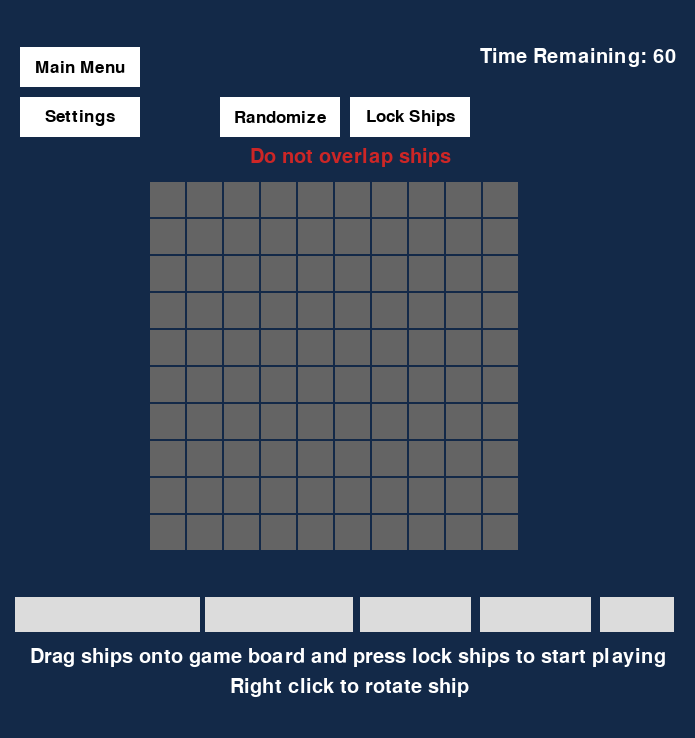 Time Remaining: 60
Main Menu
Settings
Randomize
Lock Ships
Do not overlap ships
Drag ships onto game board and press lock ships to start playing
Right click to rotate ship